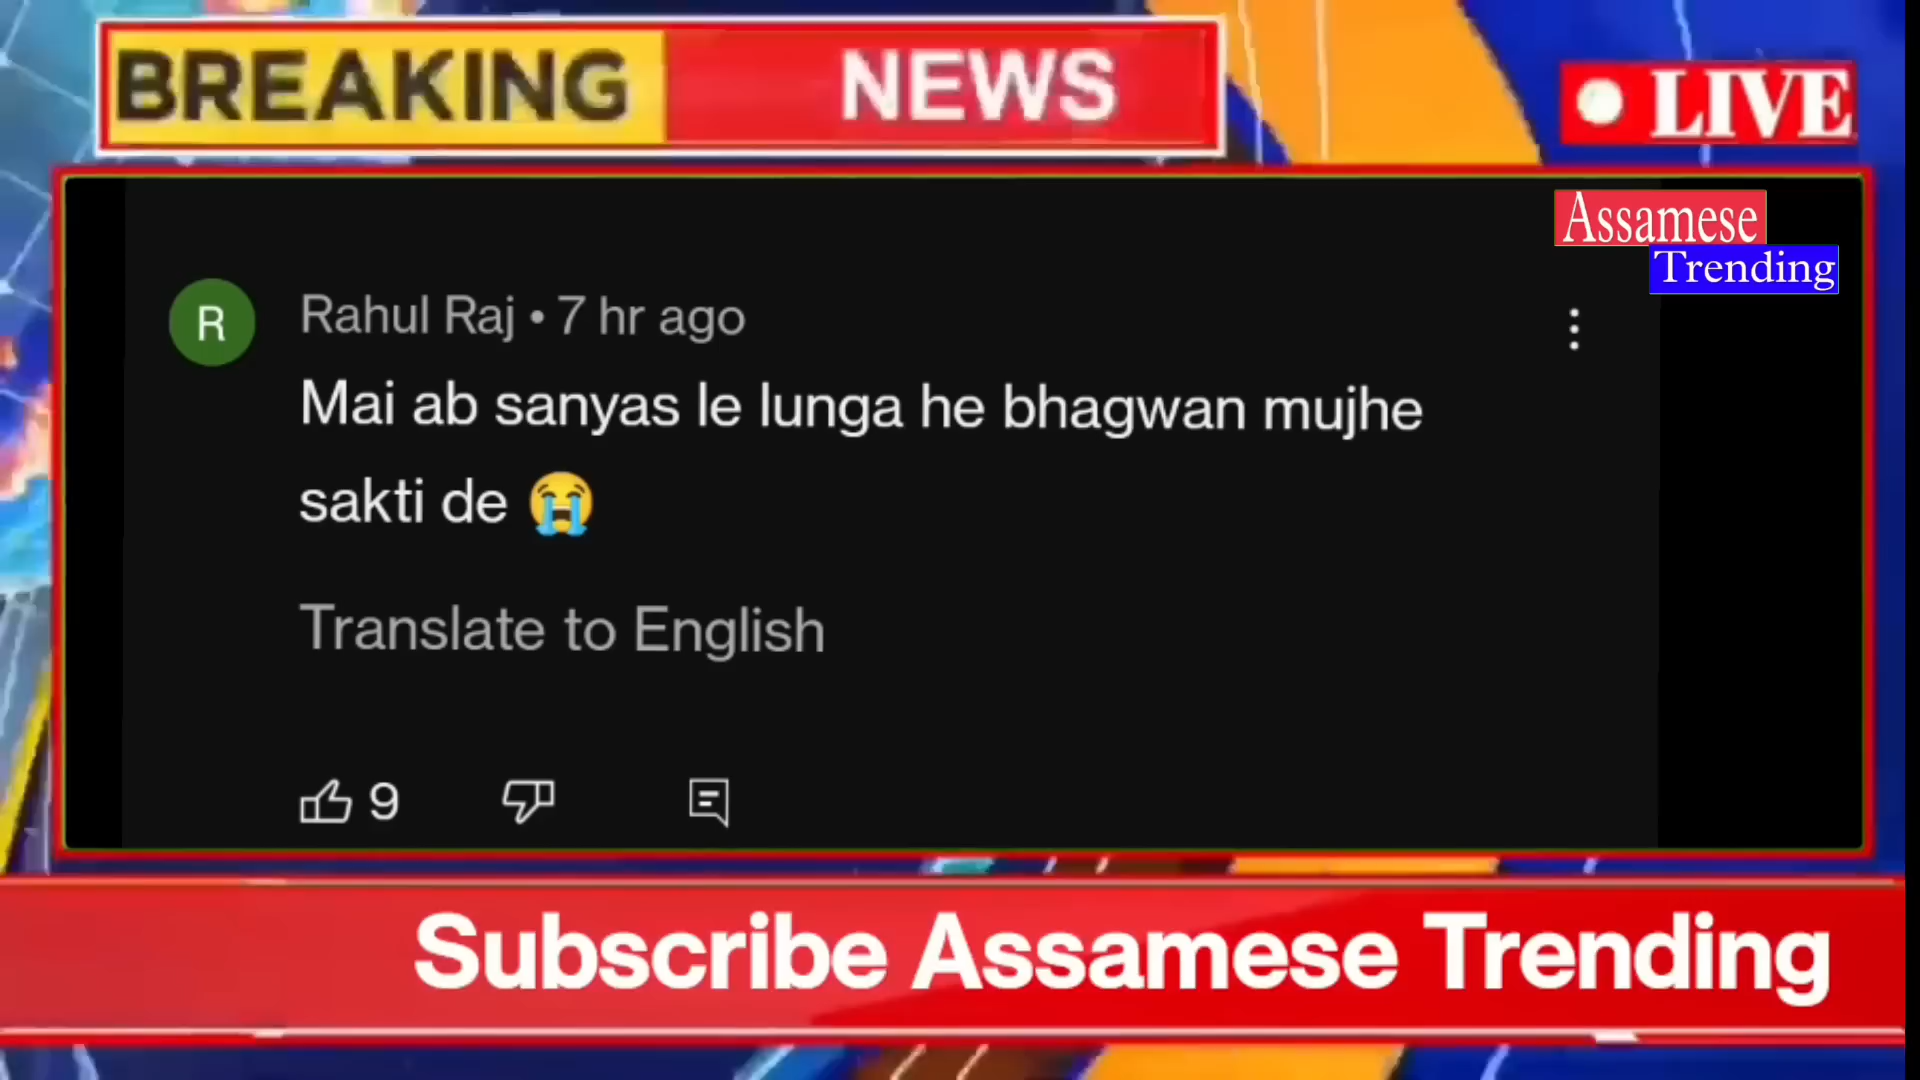 BREAKING NEWS
LIVE
Assamese
Trending
R
Rahul Raj • 7 hr ago
Mai ab sanyas le lunga he bhagwan mujhe
sakti de 😭
Translate to English
9
Subscribe Assamese Trending